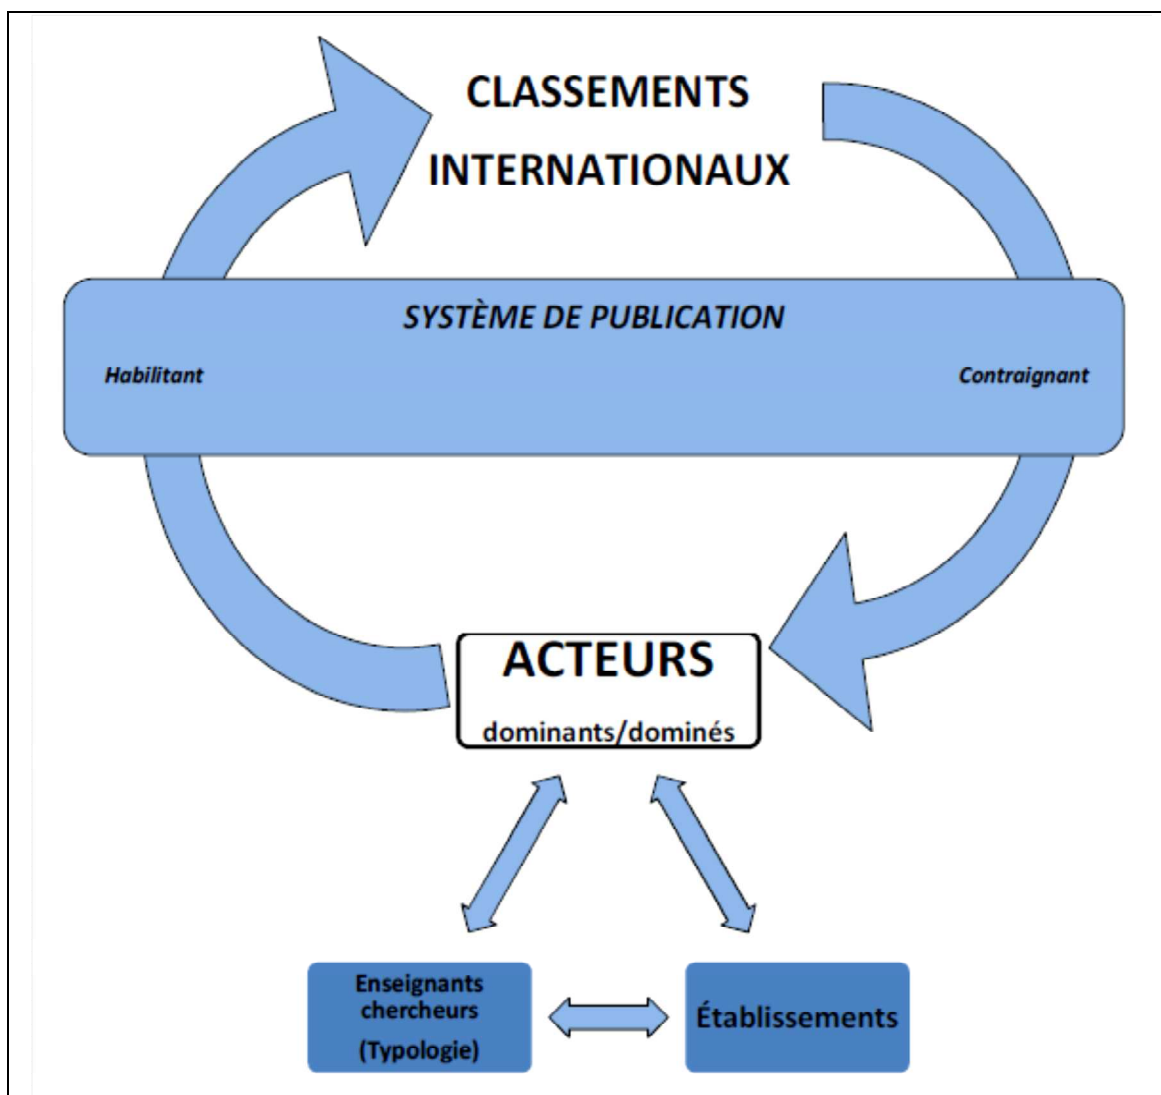 CLASSEMENTS
INTERNATIONAUX
SYSTÈME DE PUBLICATION
Habilitant
Contraignant
ACTEURS
dominants/dominés
Enseignants
chercheurs
(Typologie)
Établissements